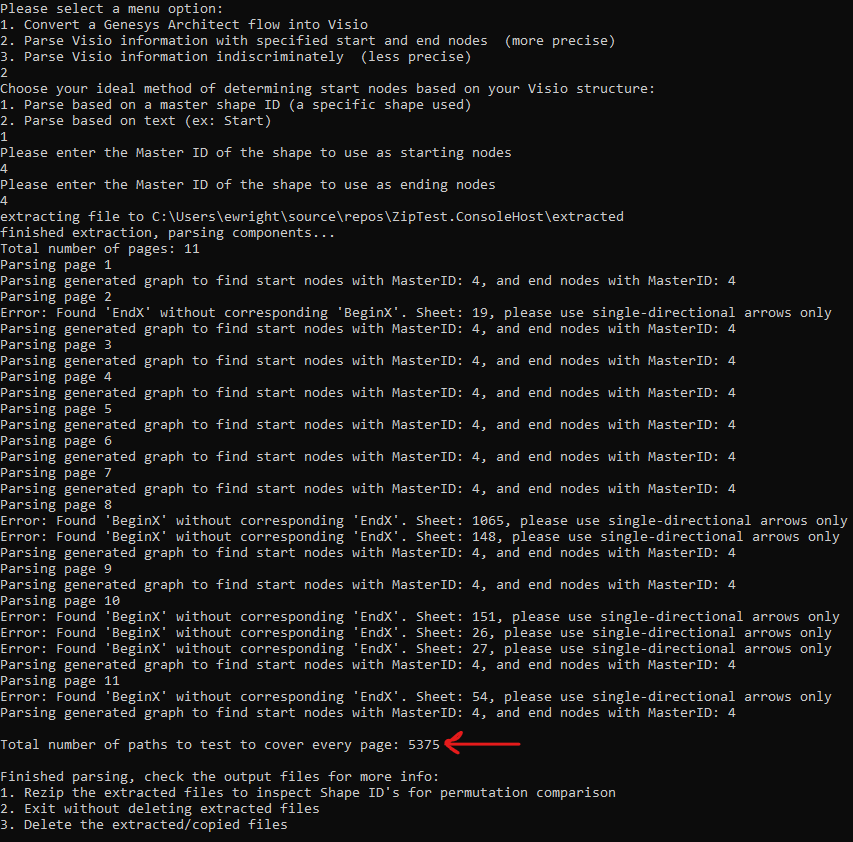 Please select a menu option:
1. Convert a Genesys Architect flow into Visio
2. Parse Visio information with specified start and end nodes  (more precise)
3. Parse Visio information indiscriminately  (less precise)
2
Choose your ideal method of determining start nodes based on your Visio structure:
1. Parse based on a master shape ID (a specific shape used)
2. Parse based on text (ex: Start)
1
Please enter the Master ID of the shape to use as starting nodes
4
Please enter the Master ID of the shape to use as ending nodes
4
extracting file to C:\Users\ewright\source\repos\ZipTest.ConsoleHost\extracted
finished extraction, parsing components...
Total number of pages: 11
Parsing page 1
Parsing generated graph to find start nodes with MasterID: 4, and end nodes with MasterID: 4
Parsing page 2
Error: Found 'EndX' without corresponding 'BeginX'. Sheet: 19, please use single-directional arrows only
Parsing generated graph to find start nodes with MasterID: 4, and end nodes with MasterID: 4
Parsing page 3
Parsing generated graph to find start nodes with MasterID: 4, and end nodes with MasterID: 4
Parsing page 4
Parsing generated graph to find start nodes with MasterID: 4, and end nodes with MasterID: 4
Parsing page 5
Parsing generated graph to find start nodes with MasterID: 4, and end nodes with MasterID: 4
Parsing page 6
Parsing generated graph to find start nodes with MasterID: 4, and end nodes with MasterID: 4
Parsing page 7
Parsing generated graph to find start nodes with MasterID: 4, and end nodes with MasterID: 4
Parsing page 8
Error: Found 'BeginX' without corresponding 'EndX'. Sheet: 1065, please use single-directional arrows only
Error: Found 'BeginX' without corresponding 'EndX'. Sheet: 148, please use single-directional arrows only
Parsing generated graph to find start nodes with MasterID: 4, and end nodes with MasterID: 4
Parsing page 9
Parsing generated graph to find start nodes with MasterID: 4, and end nodes with MasterID: 4
Parsing page 10
Error: Found 'BeginX' without corresponding 'EndX'. Sheet: 151, please use single-directional arrows only
Error: Found 'BeginX' without corresponding 'EndX'. Sheet: 26, please use single-directional arrows only
Error: Found 'BeginX' without corresponding 'EndX'. Sheet: 27, please use single-directional arrows only
Parsing generated graph to find start nodes with MasterID: 4, and end nodes with MasterID: 4
Parsing page 11
Error: Found 'BeginX' without corresponding 'EndX'. Sheet: 54, please use single-directional arrows only
Parsing generated graph to find start nodes with MasterID: 4, and end nodes with MasterID: 4
Total number of paths to test to cover every page: 5375
Finished parsing, check the output files for more info:
1. Rezip the extracted files to inspect Shape ID's for permutation comparison
2. Exit without deleting extracted files
3. Delete the extracted/copied files